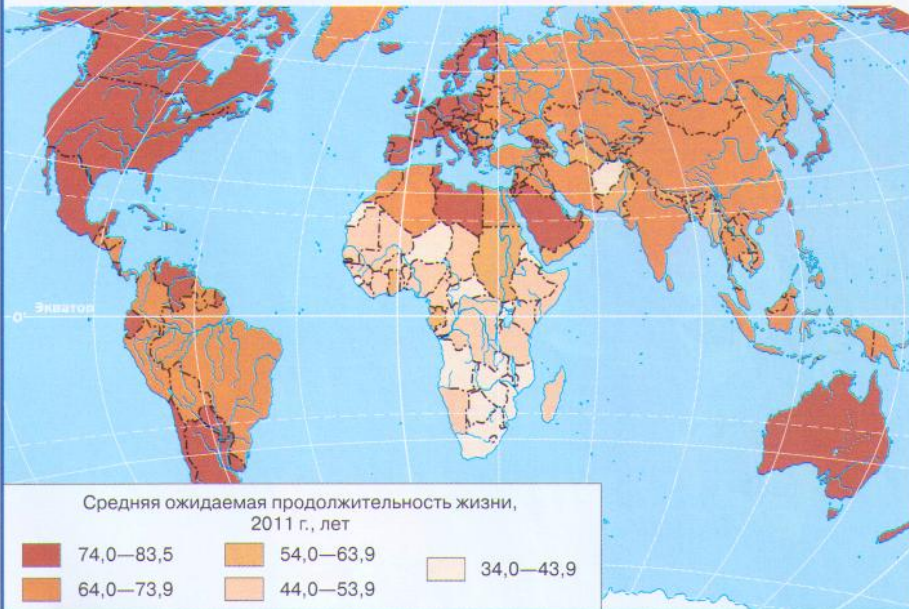 Экватор
0°
Средняя ожидаемая продолжительность жизни,
2011 г., лет
74,0—83,5
54,0—63,9
34,0—43,9
64,0—73,9
44,0—53,9